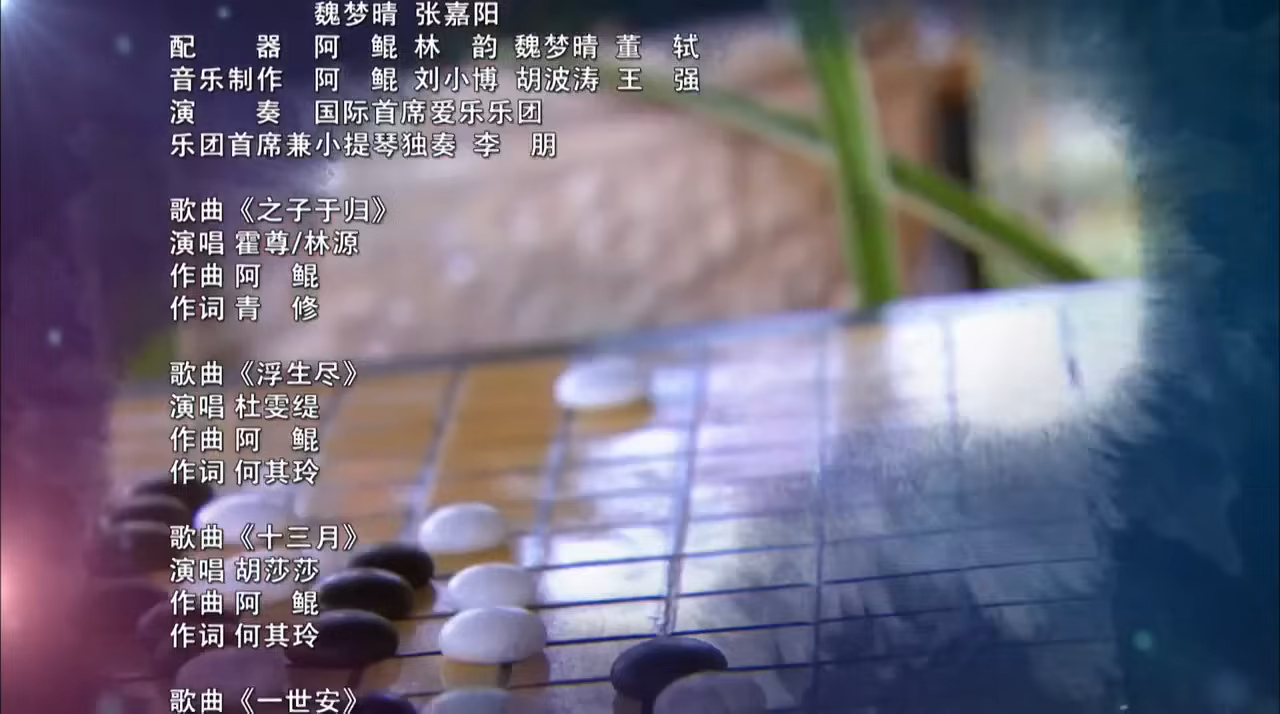 魏梦晴 张嘉阳
配 器 阿 鲲 林 韵 魏梦晴 董 轼
音乐制作 阿 鲲 刘小博 胡波涛 王 强
演 奏 国际首席爱乐乐团
乐团首席兼小提琴独奏 李 朋
歌曲《之子于归》
演唱 霍尊/林源
作曲 阿 鲲
作词 青 修
歌曲《浮生尽》
演唱 杜雯缇
作曲 阿 鲲
作词 何其玲
歌曲《十三月》
演唱 胡莎莎
作曲 阿 鲲
作词 何其玲
歌曲《一世安》